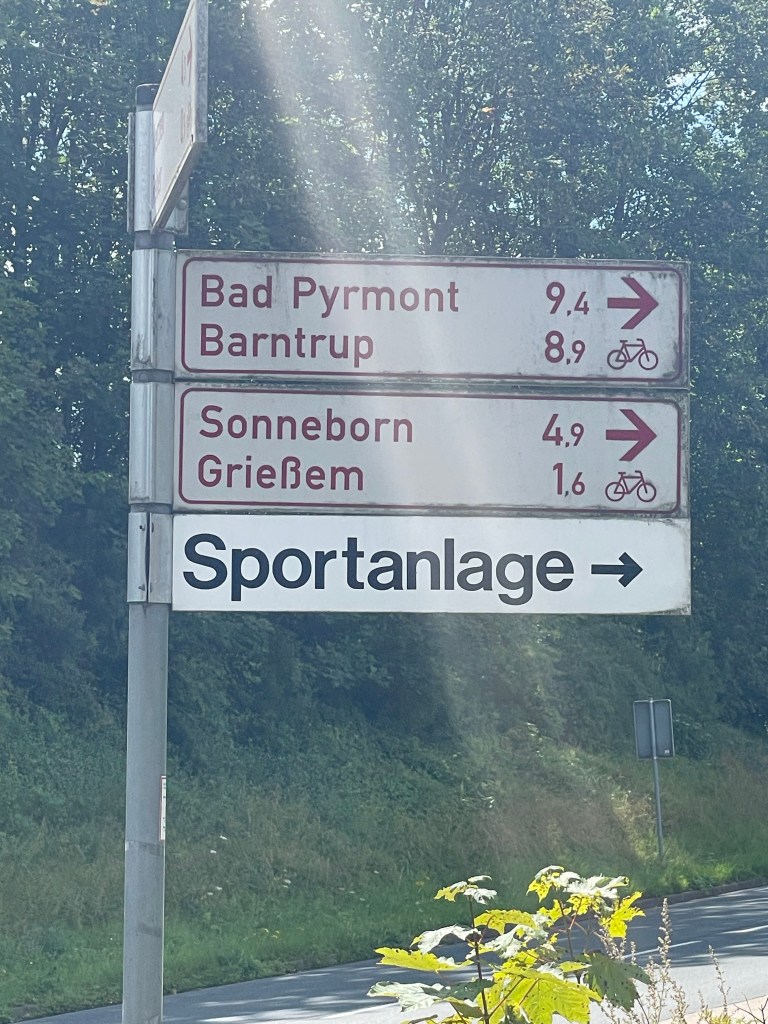 Bad Pyrmont 9,4
Barntrup 8,9
Sonneborn 4,9
Grießem 1,6
Sportanlage